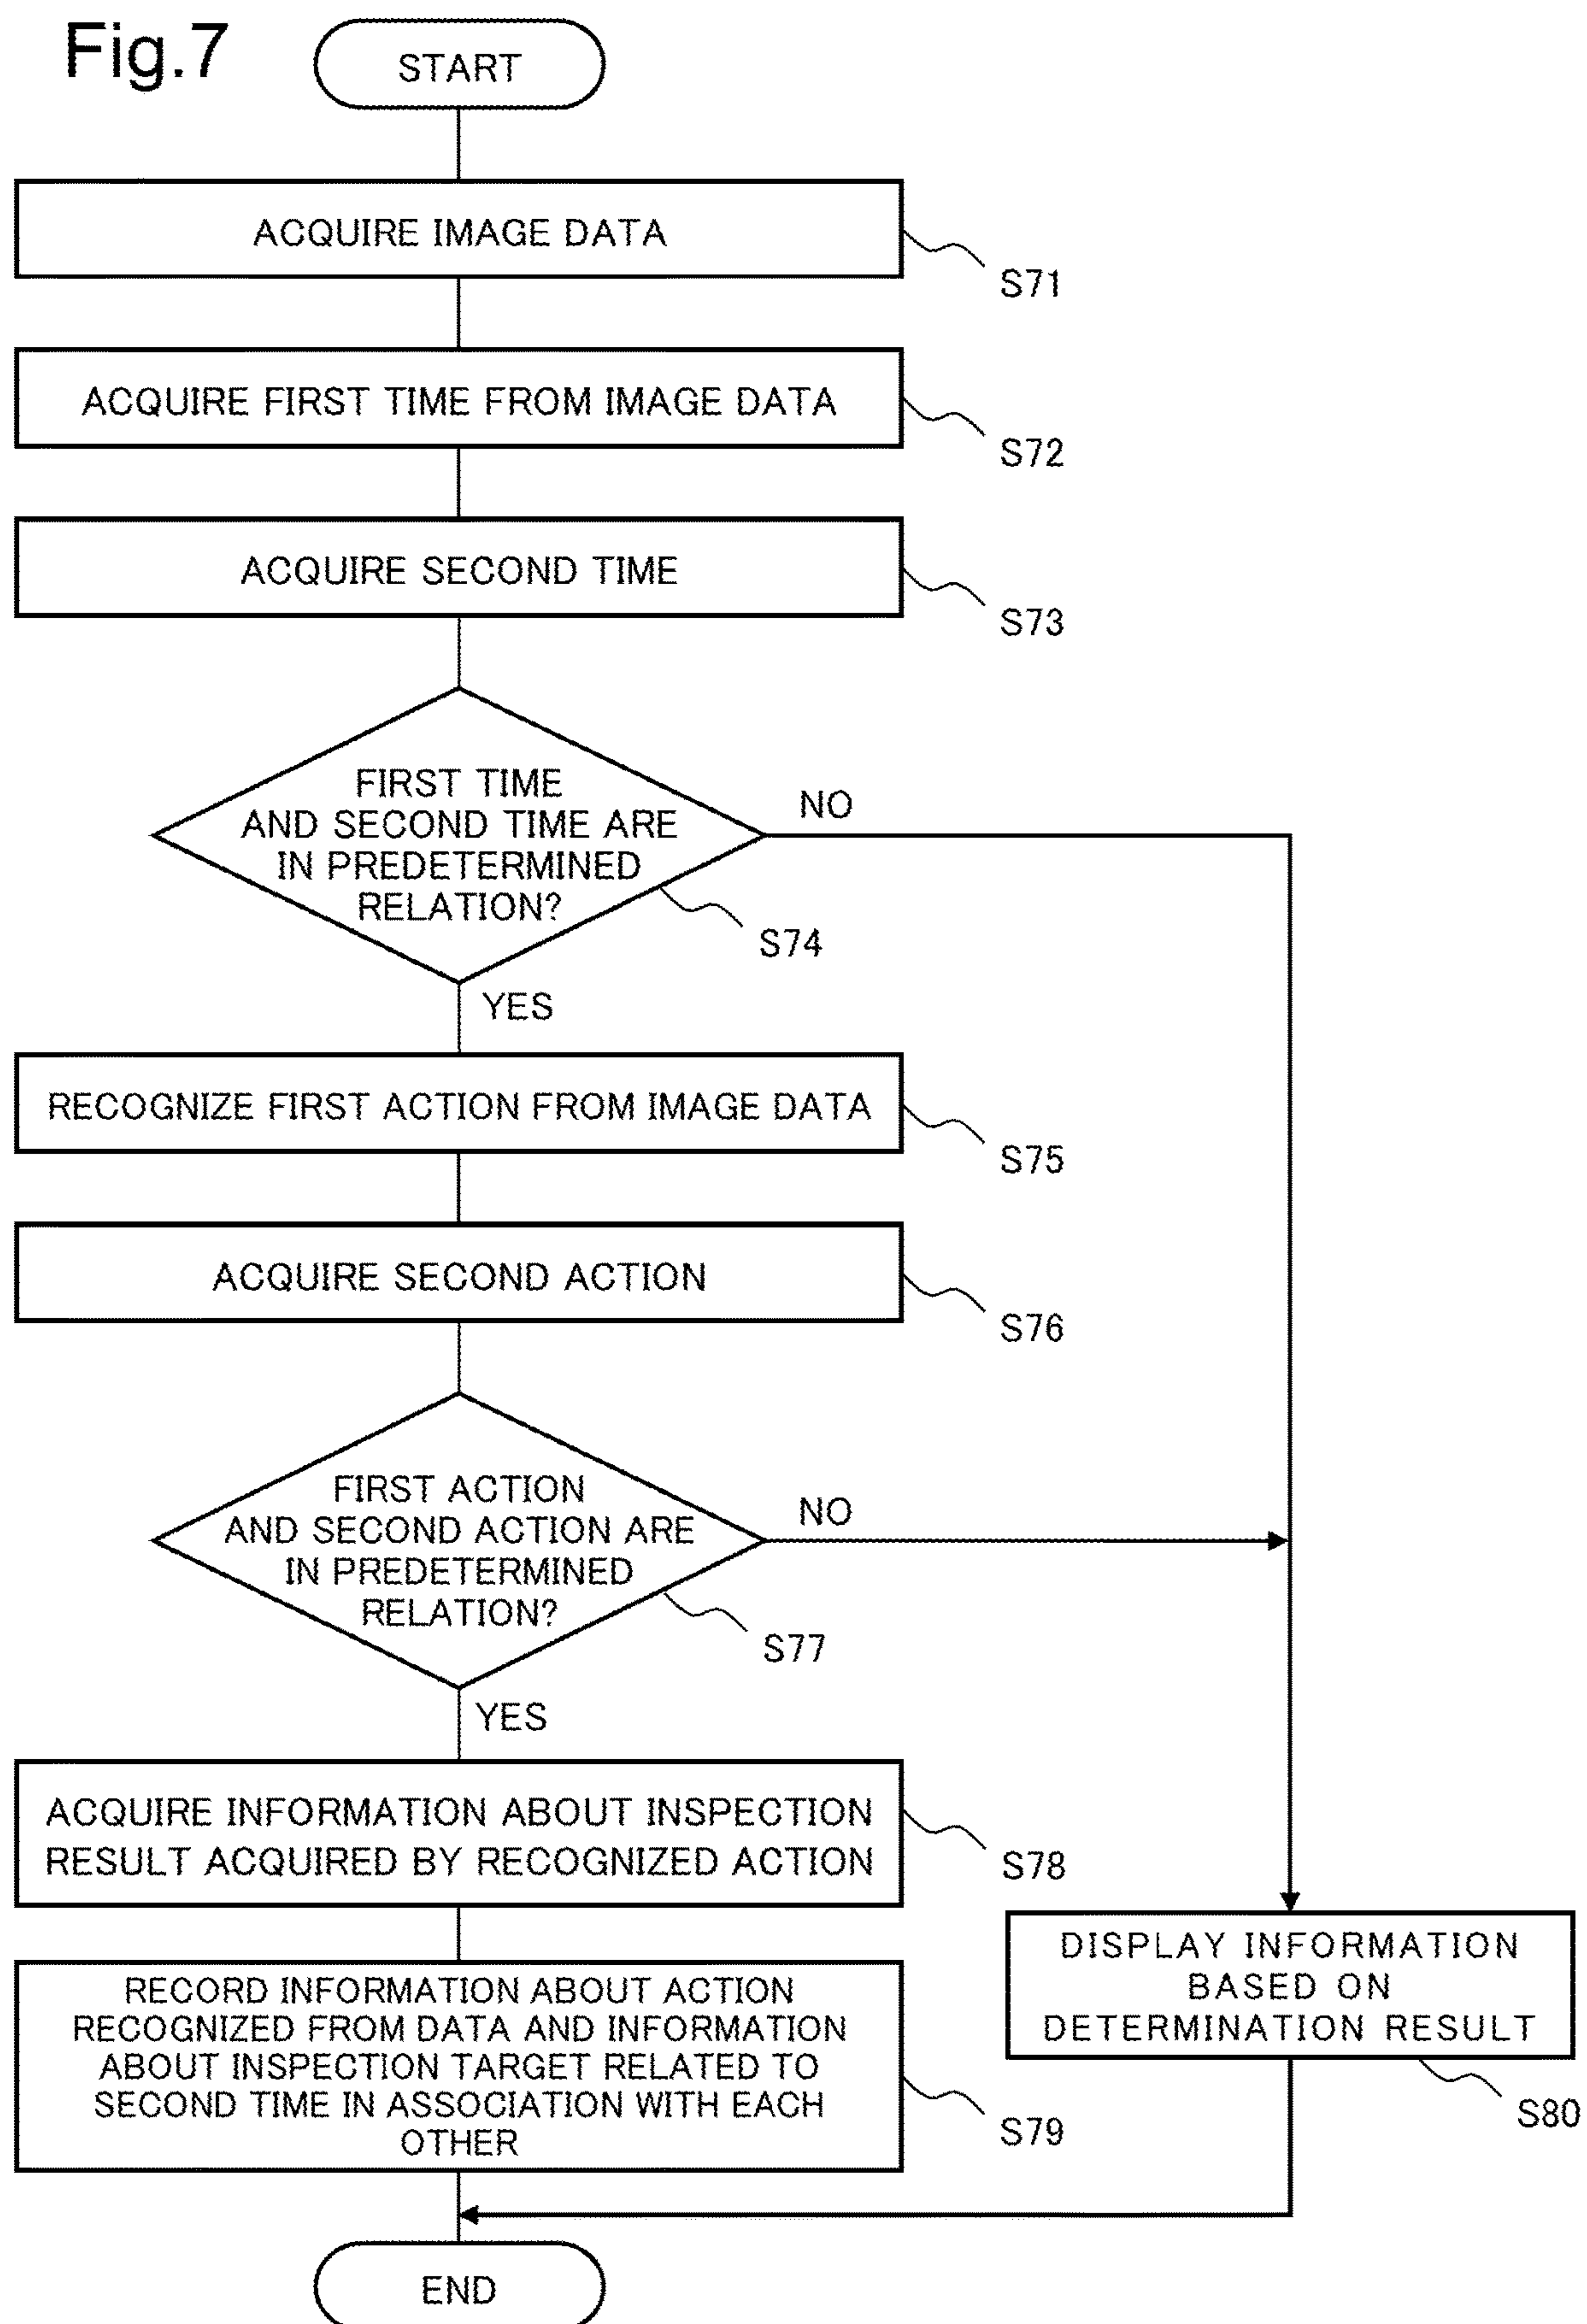 Fig.7
START
ACQUIRE IMAGE DATA
S71
ACQUIRE FIRST TIME FROM IMAGE DATA
S72
ACQUIRE SECOND TIME
S73
FIRST TIME
AND SECOND TIME ARE
IN PREDETERMINED
RELATION?
NO
S74
YES
RECOGNIZE FIRST ACTION FROM IMAGE DATA
S75
ACQUIRE SECOND ACTION
S76
FIRST ACTION
AND SECOND ACTION ARE
IN PREDETERMINED
RELATION?
NO
S77
YES
ACQUIRE INFORMATION ABOUT INSPECTION
RESULT ACQUIRED BY RECOGNIZED ACTION
S78
RECORD INFORMATION ABOUT ACTION
RECOGNIZED FROM DATA AND INFORMATION
ABOUT INSPECTION TARGET RELATED TO
SECOND TIME IN ASSOCIATION WITH EACH
OTHER
S79
DISPLAY INFORMATION
BASED ON
DETERMINATION RESULT
S80
END